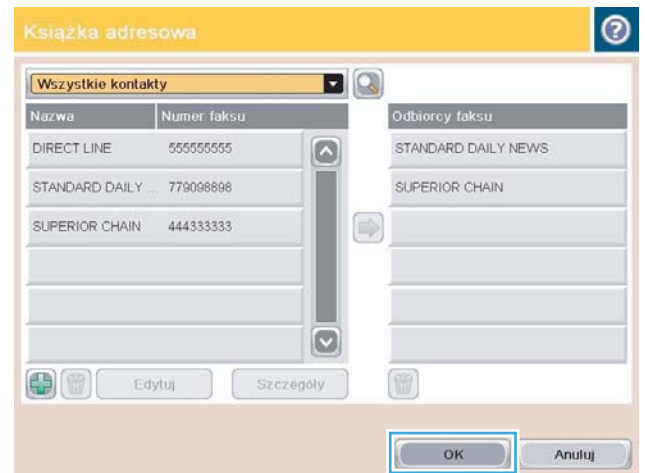 Książka adresowa
Wszystkie kontakty
Nazwa Numer faksu Odbiorcy faksu
DIRECT LINE 555555555 STANDARD DAILY NEWS
STANDARD DAILY ... 779098898 SUPERIOR CHAIN
SUPERIOR CHAIN 444333333
Edytuj Szczegóły
OK Anuluj